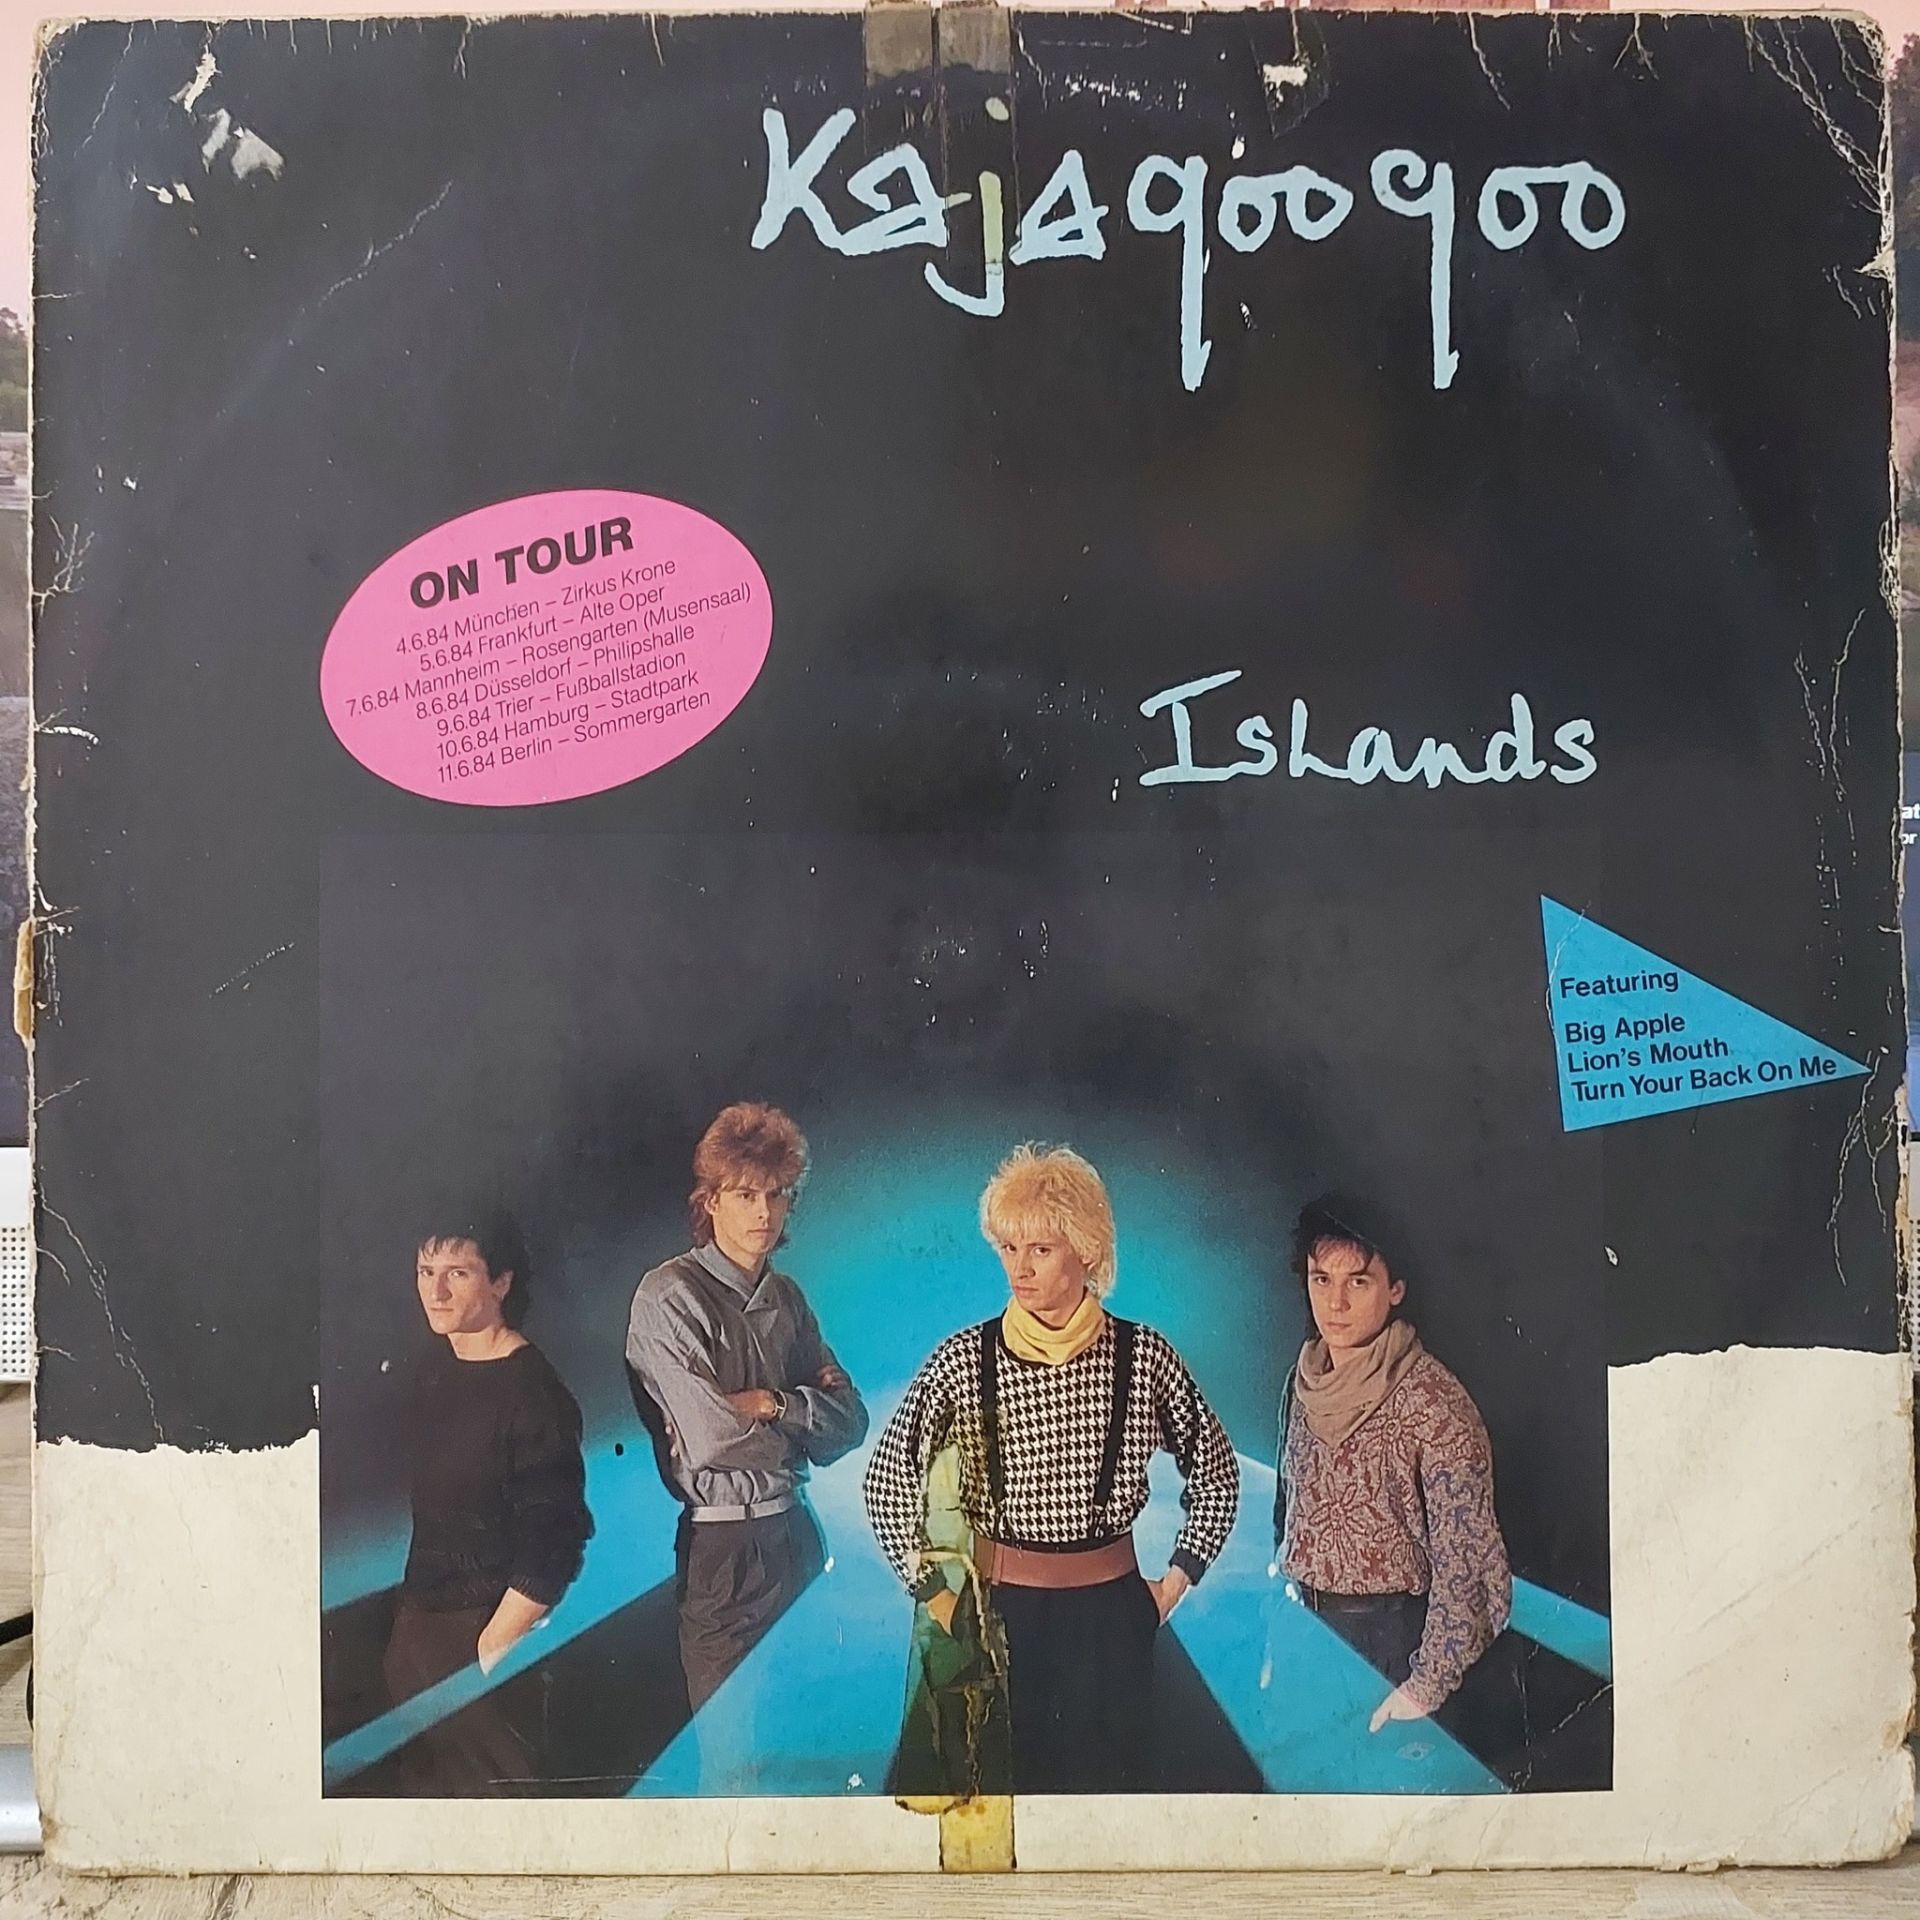 Kajagoogoo
ON TOUR
4.6.84 München – Zirkus Krone
5.6.84 Frankfurt – Alte Oper
7.6.84 Mannheim – Rosengarten (Musensaal)
8.6.84 Düsseldorf – Philipshalle
9.6.84 Trier – Fußballstadion
10.6.84 Hamburg – Stadtpark
11.6.84 Berlin – Sommergarten
Islands
Featuring
Big Apple
Lion's Mouth
Turn Your Back On Me